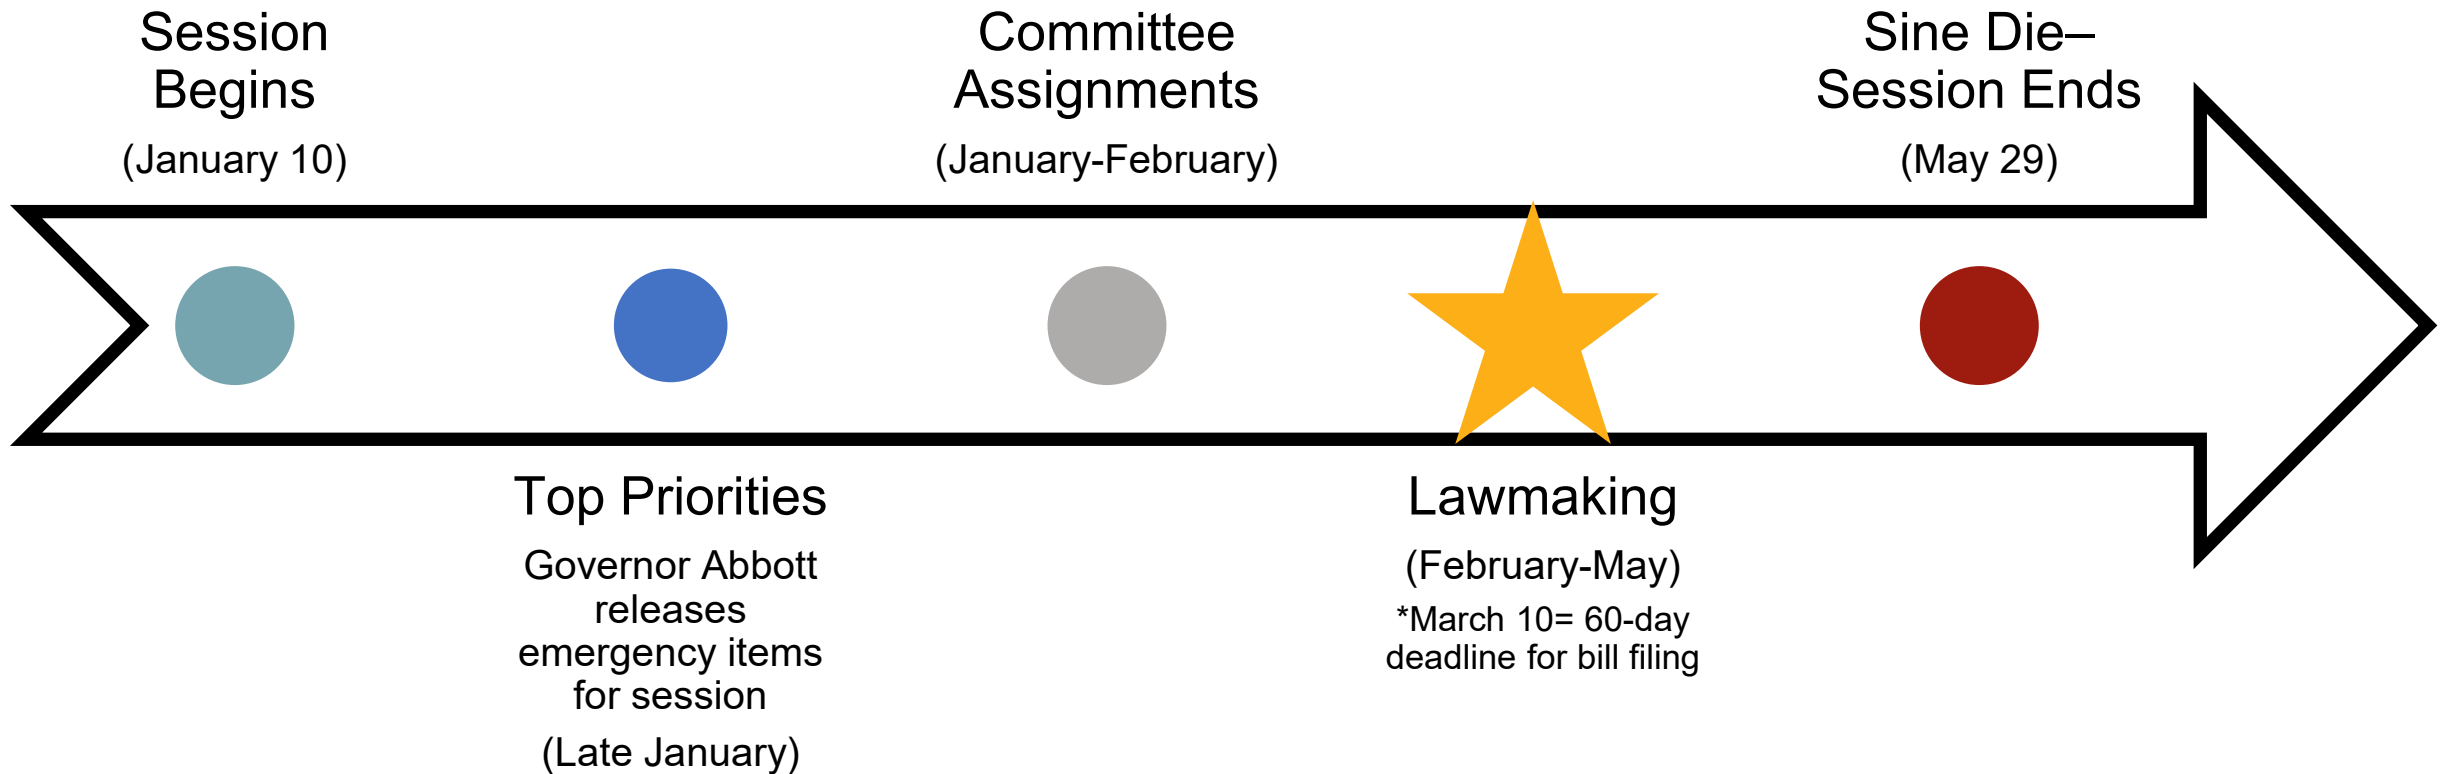 Session
Begins
(January 10)
Top Priorities
Governor Abbott
releases
emergency items
for session
(Late January)
Committee
Assignments
(January-February)
Lawmaking
(February-May)
*March 10= 60-day
deadline for bill filing
Sine Die–
Session Ends
(May 29)